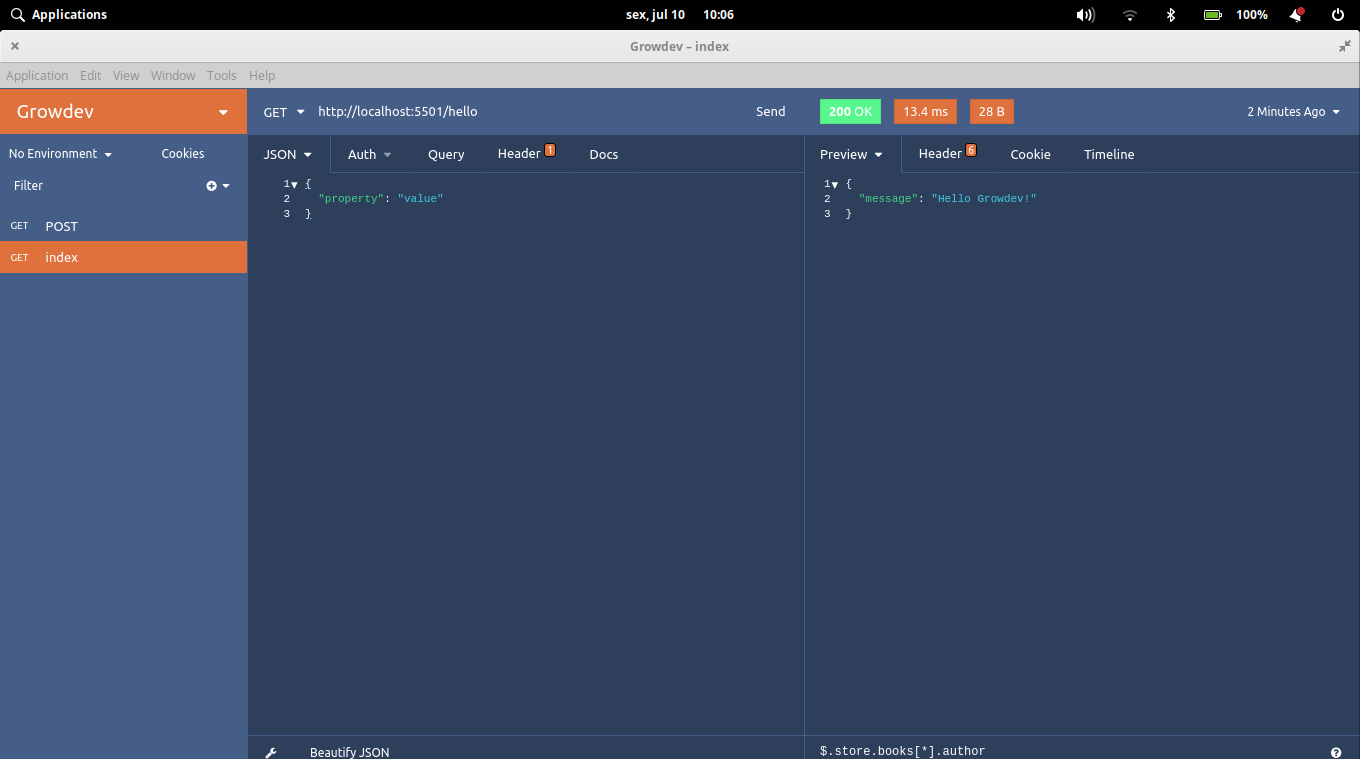 Applications sex, jul 10 10:06 100%
Growdev – index
Application Edit View Window Tools Help
Growdev GET http://localhost:5501/hello Send 200 OK 13.4 ms 28 B 2 Minutes Ago
No Environment Cookies JSON Auth Query Header 1 Docs Preview Header 6 Cookie Timeline
Filter
1 {
2 "property": "value"
3 }
1 {
2 "message": "Hello Growdev!"
3 }
GET POST
GET index
Beautify JSON $.store.books[*].author